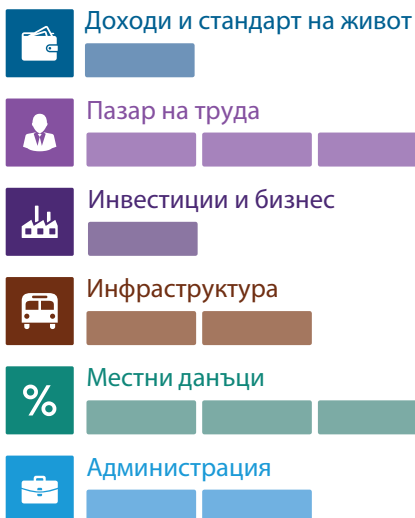 Доходи и стандарт на живот
Пазар на труда
Инвестиции и бизнес
Инфраструктура
Местни данъци
%
Администрация